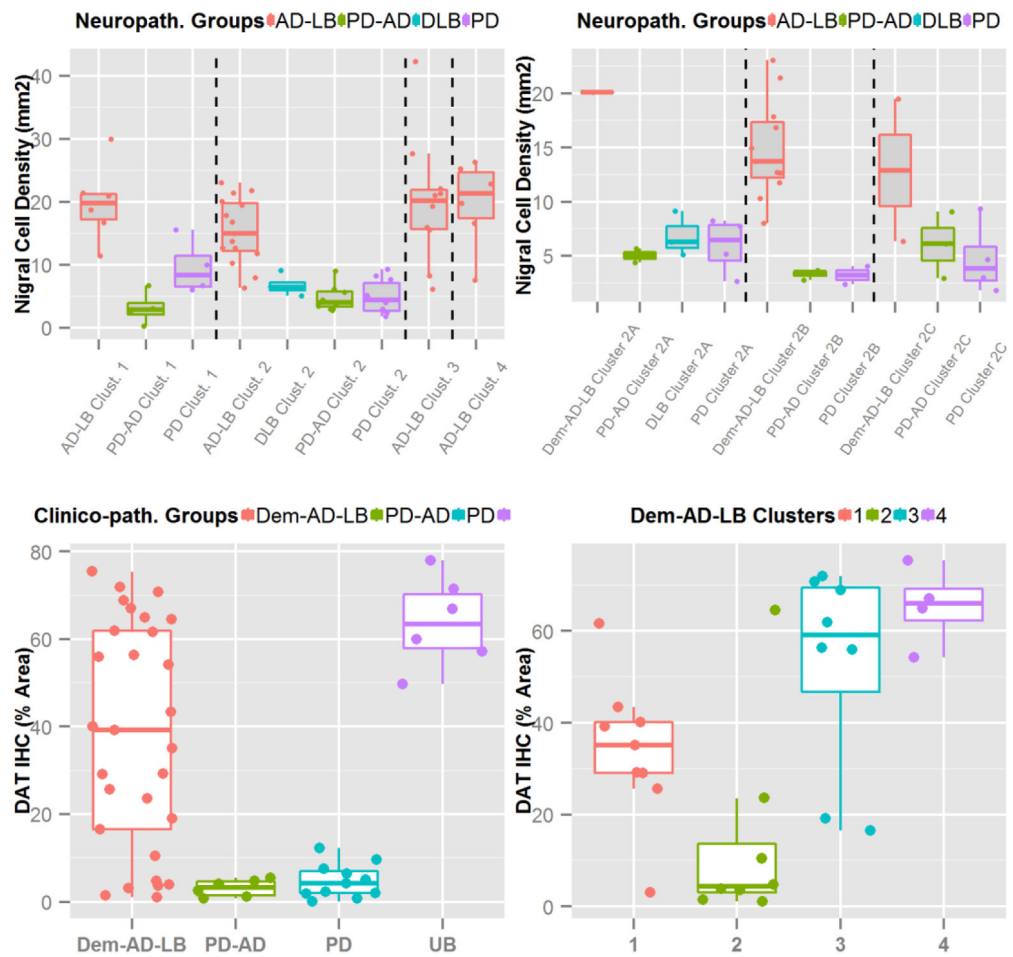 Neuropath. Groups AD-LB PD-AD DLB PD
Nigral Cell Density (mm2)
40
30
20
10
0
AD-LB Clust. 1
PD-AD Clust. 1
PD Clust. 1
AD-LB Clust. 2
DLB Clust. 2
PD-AD Clust. 2
PD Clust. 2
AD-LB Clust. 3
AD-LB Clust. 4
Neuropath. Groups AD-LB PD-AD DLB PD
Nigral Cell Density (mm2)
20
15
10
5
Dem-AD-LB Cluster 2A
PD-AD Cluster 2A
DLB Cluster 2A
PD Cluster 2A
Dem-AD-LB Cluster 2B
PD-AD Cluster 2B
PD Cluster 2B
Dem-AD-LB Cluster 2C
PD-AD Cluster 2C
PD Cluster 2C
Clinico-path. Groups Dem-AD-LB PD-AD PD
DAT IHC (% Area)
80
60
40
20
0
Dem-AD-LB PD-AD PD UB
Dem-AD-LB Clusters 1 2 3 4
DAT IHC (% Area)
60
40
20
0
1 2 3 4